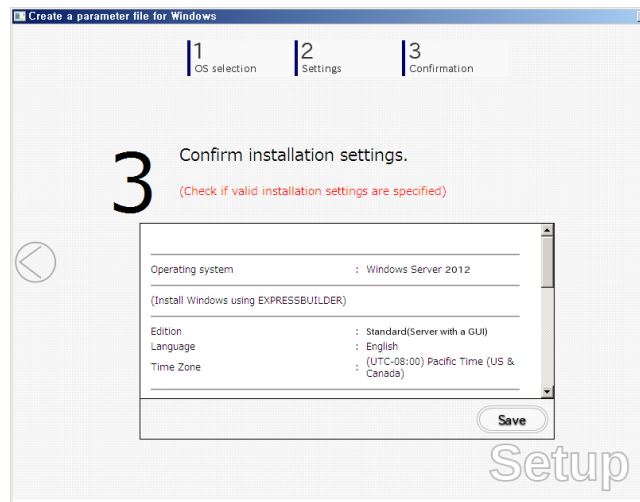 Create a parameter file for Windows
1 2 3
OS selection Settings Confirmation
3
Confirm installation settings.
(Check if valid installation settings are specified)
Operating system : Windows Server 2012
(Install Windows using EXPRESSBUILDER)
Edition : Standard(Server with a GUI)
Language : English
Time Zone : (UTC-08:00) Pacific Time (US &
Canada)
Save
Setup